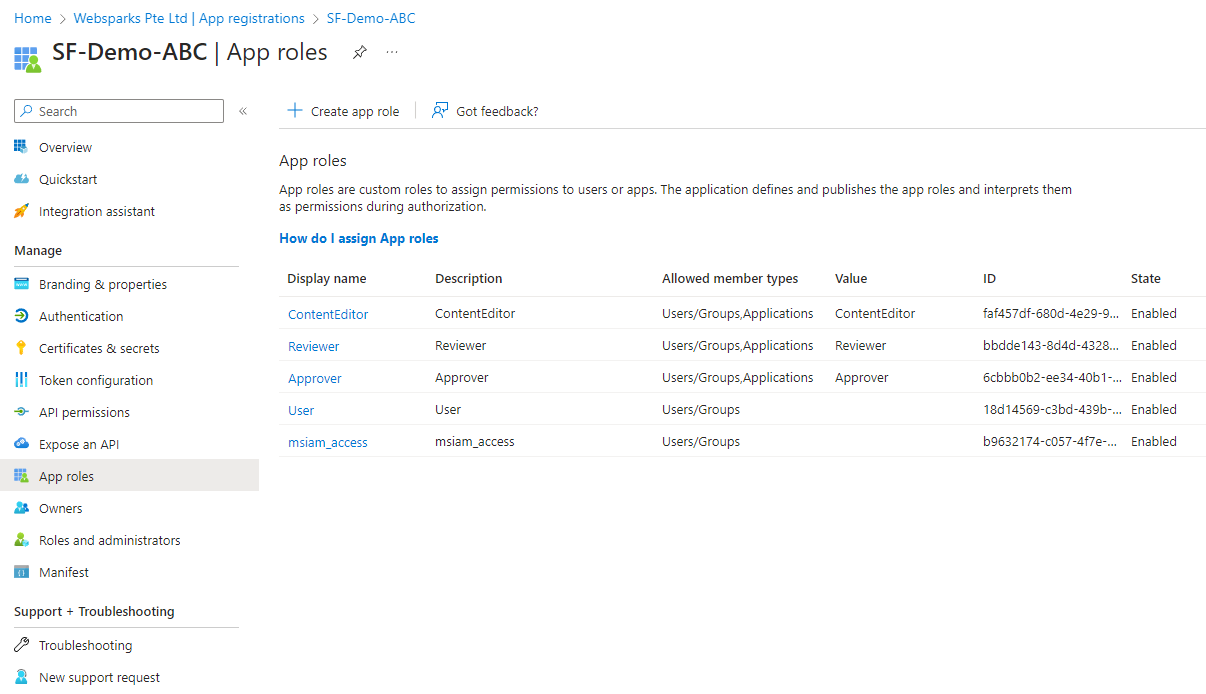 Home > Websparks Pte Ltd | App registrations > SF-Demo-ABC
SF-Demo-ABC | App roles
Search
Overview
Quickstart
Integration assistant
Manage
Branding & properties
Authentication
Certificates & secrets
Token configuration
API permissions
Expose an API
App roles
Owners
Roles and administrators
Manifest
Support + Troubleshooting
Troubleshooting
New support request
Create app role | Got feedback?
App roles
App roles are custom roles to assign permissions to users or apps. The application defines and publishes the app roles and interprets them
as permissions during authorization.
How do I assign App roles
Display name Description Allowed member types Value ID State
ContentEditor ContentEditor Users/Groups,Applications ContentEditor faf457df-680d-4e29-9... Enabled
Reviewer Reviewer Users/Groups,Applications Reviewer bbdde143-8d4d-4328... Enabled
Approver Approver Users/Groups,Applications Approver 6cbbb0b2-ee34-40b1-... Enabled
User User Users/Groups 18d14569-c3bd-439b-... Enabled
msiam_access msiam_access Users/Groups b9632174-c057-4f7e-... Enabled